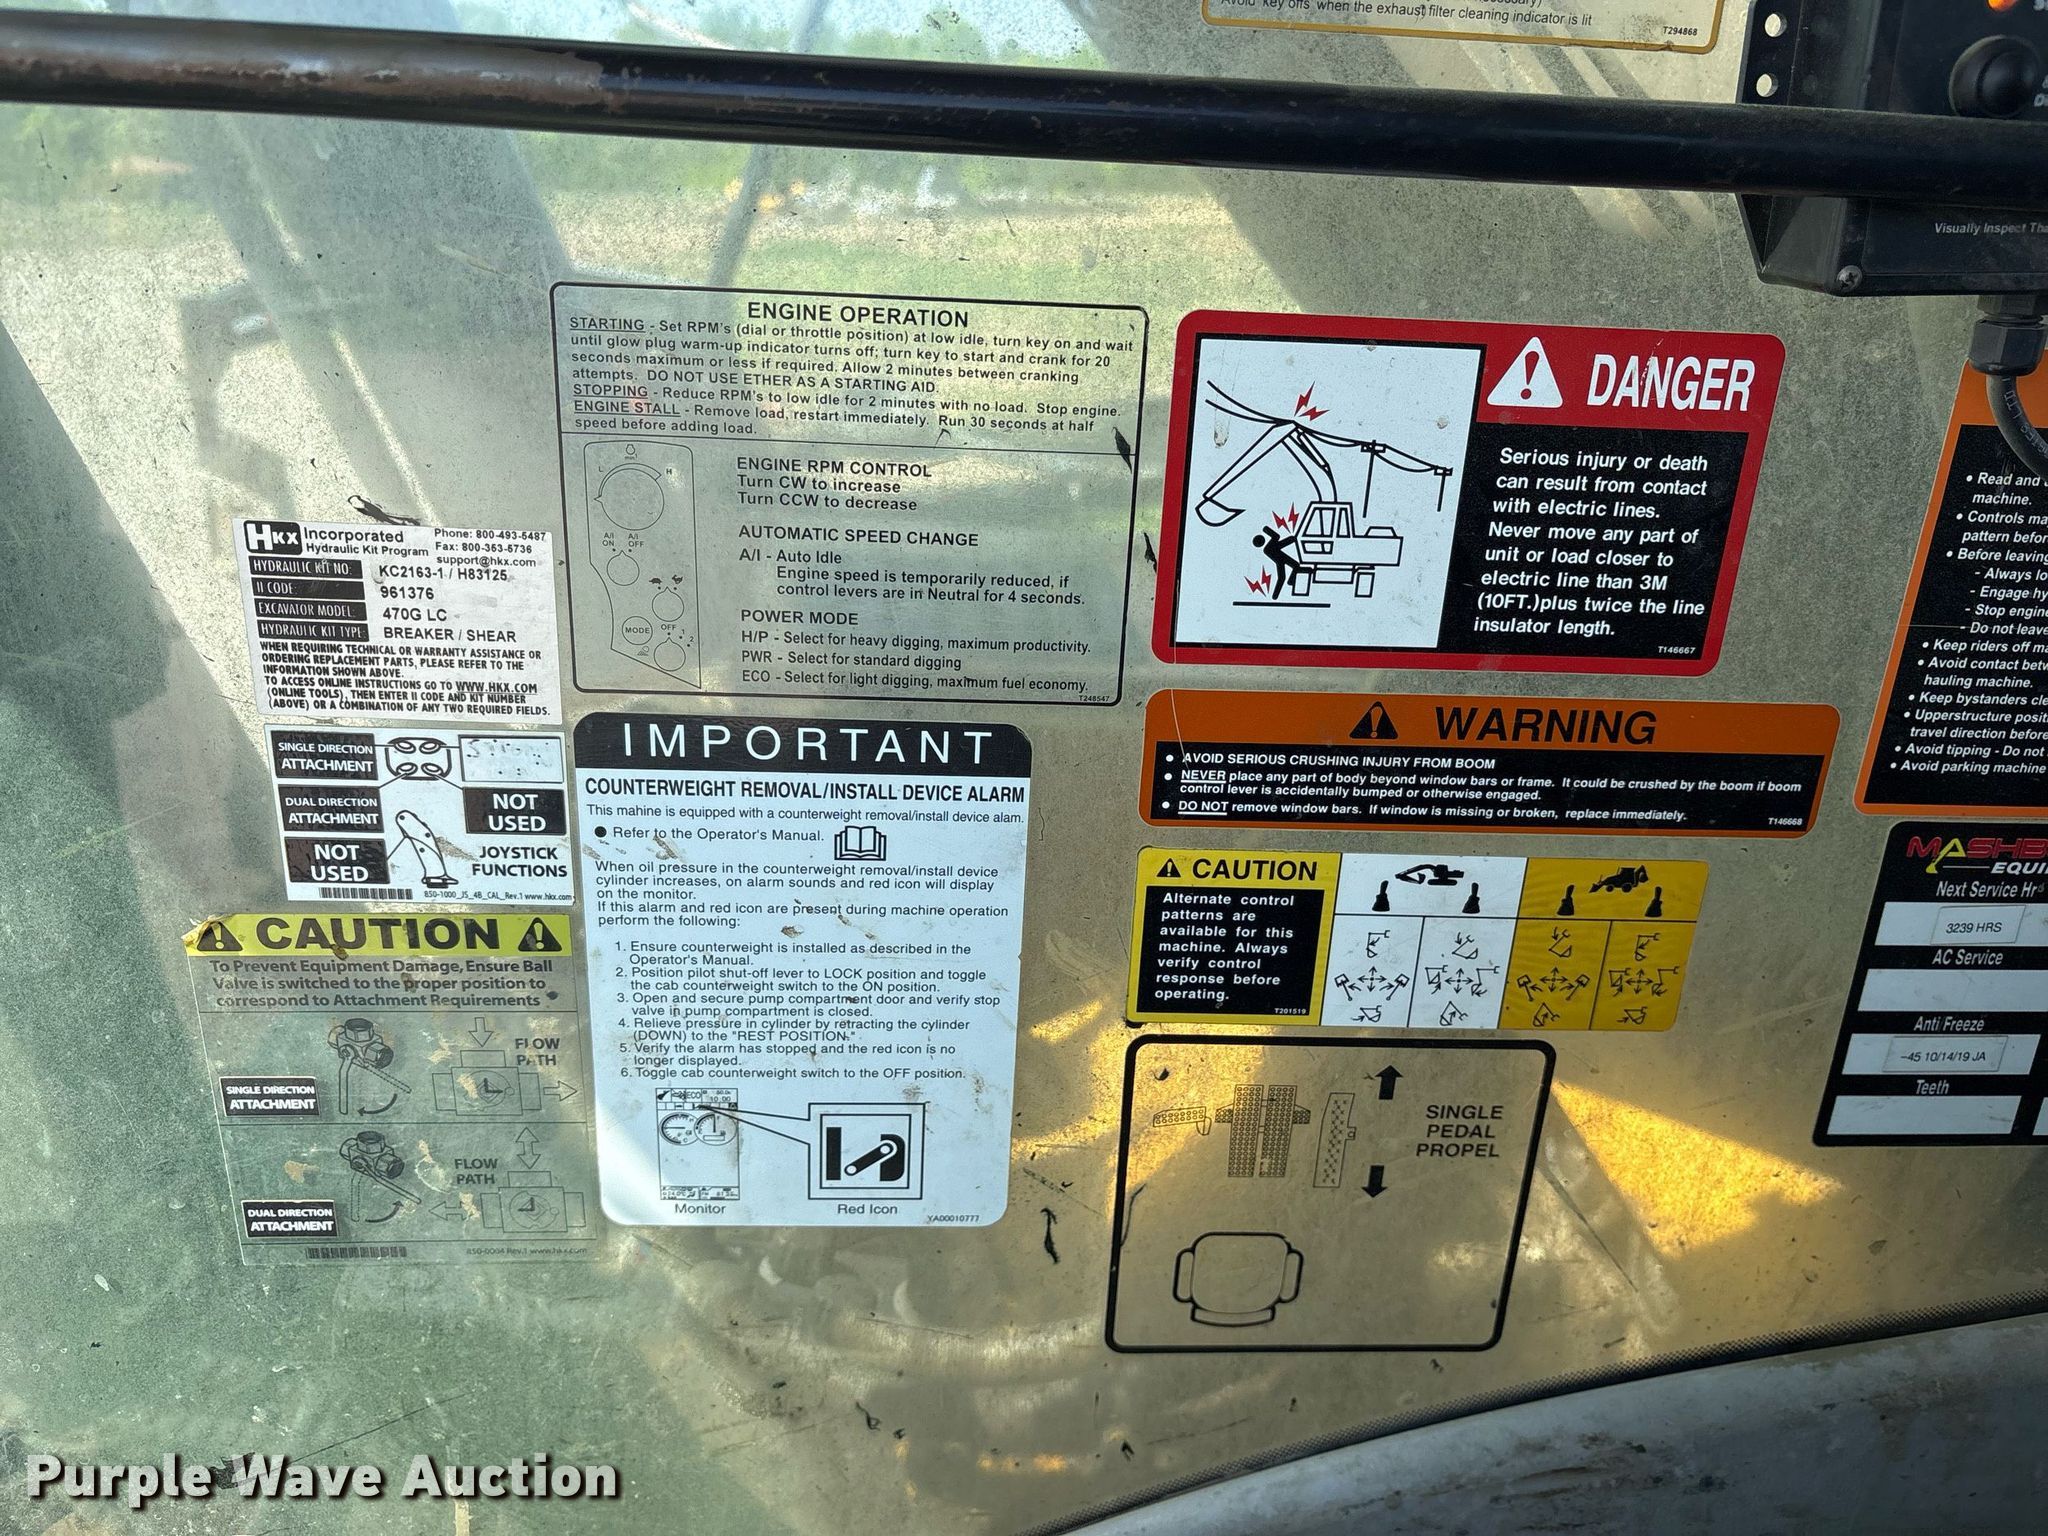 Avoid key offs when the exhaust filter cleaning indicator is lit
T294868
Visually Inspect Tha
ENGINE OPERATION
STARTING - Set RPM's (dial or throttle position) at low idle, turn key on and wait
until glow plug warm-up indicator turns off; turn key to start and crank for 20
seconds maximum or less if required. Allow 2 minutes between cranking
attempts. DO NOT USE ETHER AS A STARTING AID.
STOPPING - Reduce RPM's to low idle for 2 minutes with no load. Stop engine.
ENGINE STALL - Remove load, restart immediately. Run 30 seconds at half
speed before adding load.
L
H
A/I ON
A/I OFF
MODE
OFF
1
2
ENGINE RPM CONTROL
Turn CW to increase
Turn CCW to decrease
AUTOMATIC SPEED CHANGE
A/I - Auto Idle
Engine speed is temporarily reduced, if
control levers are in Neutral for 4 seconds.
POWER MODE
H/P - Select for heavy digging, maximum productivity.
PWR - Select for standard digging
ECO - Select for light digging, maximum fuel economy.
T248547
DANGER
Serious injury or death
can result from contact
with electric lines.
Never move any part of
unit or load closer to
electric line than 3M
(10FT.)plus twice the line
insulator length.
T146667
HKX Incorporated
Hydraulic Kit Program
Phone: 800-493-5487
Fax: 800-353-5736
support@hkx.com
HYDRAULIC KIT NO: KC2163-1 / H83125
II CODE: 961376
EXCAVATOR MODEL: 470G LC
HYDRAULIC KIT TYPE: BREAKER / SHEAR
WHEN REQUIRING TECHNICAL OR WARRANTY ASSISTANCE OR
ORDERING REPLACEMENT PARTS, PLEASE REFER TO THE
INFORMATION SHOWN ABOVE.
TO ACCESS ONLINE INSTRUCTIONS GO TO WWW.HKX.COM
(ONLINE TOOLS), THEN ENTER II CODE AND KIT NUMBER
(ABOVE) OR A COMBINATION OF ANY TWO REQUIRED FIELDS.
SINGLE DIRECTION
ATTACHMENT
DUAL DIRECTION
ATTACHMENT
NOT
USED
NOT
USED
JOYSTICK
FUNCTIONS
850-1000_JS_4B_CAL_Rev.1 www.hkx.com
CAUTION
To Prevent Equipment Damage, Ensure Ball
Valve is switched to the proper position to
correspond to Attachment Requirements
FLOW
PATH
SINGLE DIRECTION
ATTACHMENT
FLOW
PATH
DUAL DIRECTION
ATTACHMENT
850-0004 Rev.1 www.hkx.com
IMPORTANT
COUNTERWEIGHT REMOVAL/INSTALL DEVICE ALARM
This mahine is equipped with a counterweight removal/install device alam.
● Refer to the Operator's Manual.
When oil pressure in the counterweight removal/install device
cylinder increases, on alarm sounds and red icon will display
on the monitor.
If this alarm and red icon are present during machine operation
perform the following:
1. Ensure counterweight is installed as described in the
Operator's Manual.
2. Position pilot shut-off lever to LOCK position and toggle
the cab counterweight switch to the ON position.
3. Open and secure pump compartment door and verify stop
valve in pump compartment is closed.
4. Relieve pressure in cylinder by retracting the cylinder
(DOWN) to the "REST POSITION."
5. Verify the alarm has stopped and the red icon is no
longer displayed.
6. Toggle cab counterweight switch to the OFF position.
ECO
Monitor
Red Icon
YA00010777
WARNING
● AVOID SERIOUS CRUSHING INJURY FROM BOOM
● NEVER place any part of body beyond window bars or frame. It could be crushed by the boom if boom
control lever is accidentally bumped or otherwise engaged.
● DO NOT remove window bars. If window is missing or broken, replace immediately.
T146668
CAUTION
Alternate control
patterns are
available for this
machine. Always
verify control
response before
operating.
T201519
SINGLE
PEDAL
PROPEL
• Read and
machine.
• Controls ma
pattern befor
• Before leaving
- Always lo
- Engage hy
- Stop engine
- Do not leave
• Keep riders off ma
• Avoid contact betw
hauling machine.
• Keep bystanders cle
• Upperstructure posit
travel direction before
• Avoid tipping - Do not
• Avoid parking machine
MASHB
EQUI
Next Service Hrs
3239 HRS
AC Service
Anti Freeze
-45 10/14/19 JA
Teeth
Purple Wave Auction